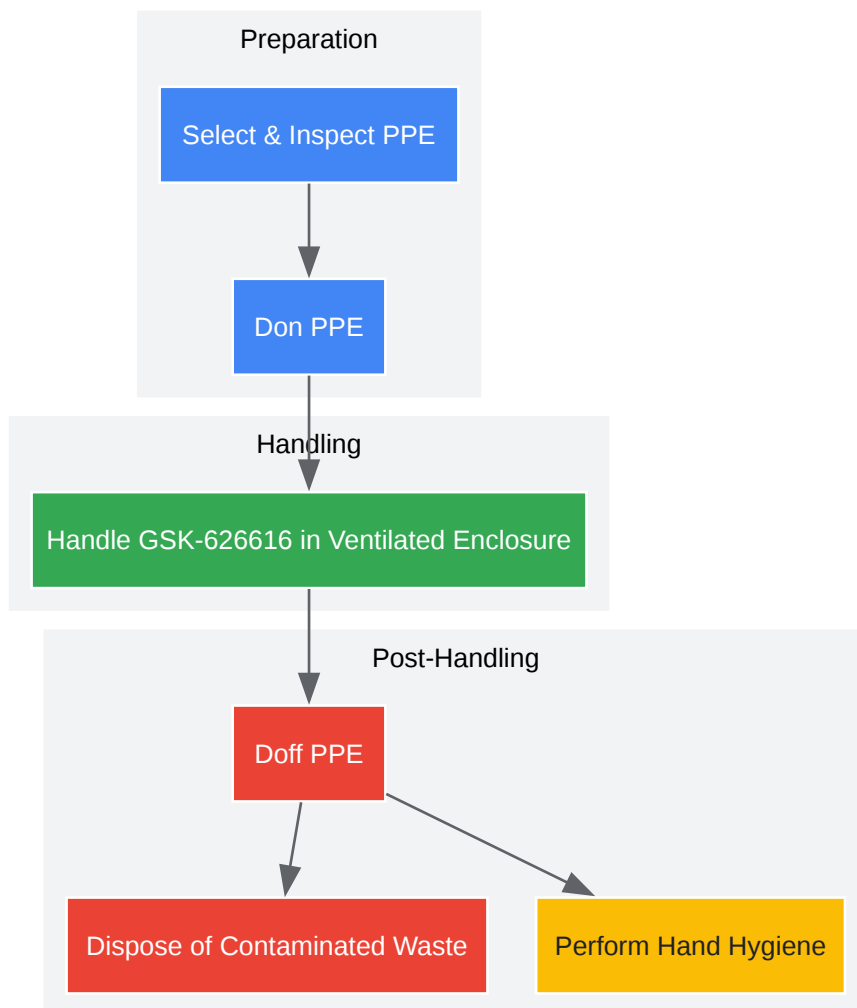 Preparation
Select & Inspect PPE
Don PPE
Handling
Handle GSK-626616 in Ventilated Enclosure
Post-Handling
Doff PPE
Dispose of Contaminated Waste
Perform Hand Hygiene